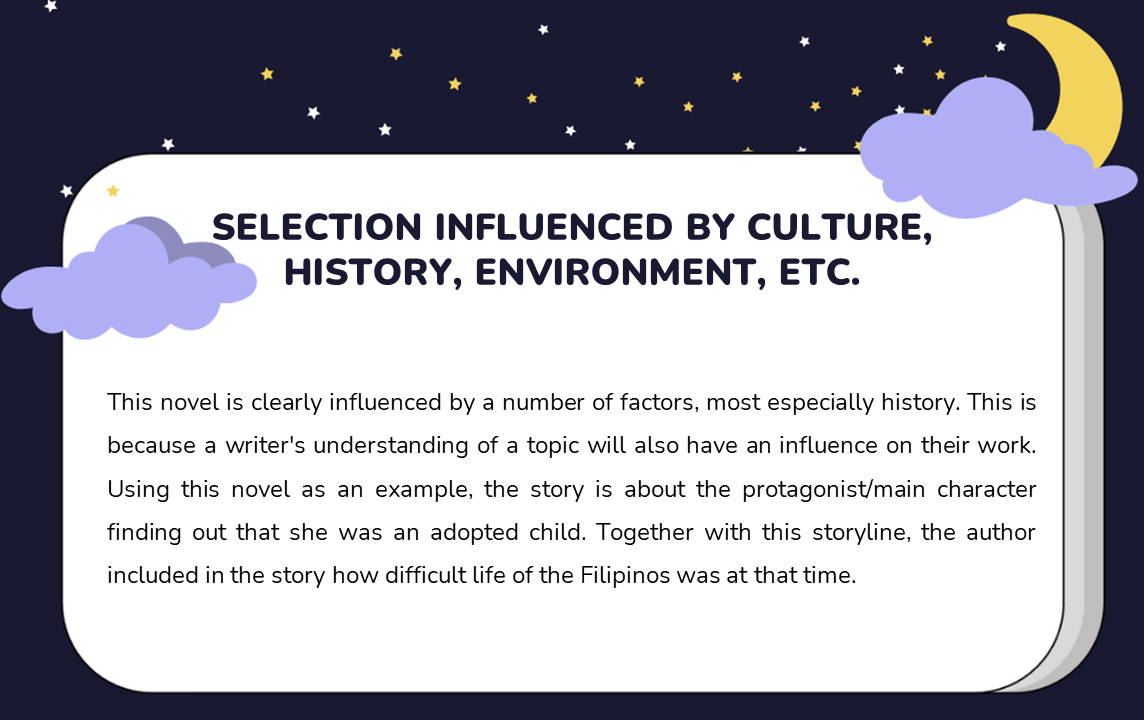 SELECTION INFLUENCED BY CULTURE,
HISTORY, ENVIRONMENT, ETC.
This novel is clearly influenced by a number of factors, most especially history. This is
because a writer's understanding of a topic will also have an influence on their work.
Using this novel as an example, the story is about the protagonist/main character
finding out that she was an adopted child. Together with this storyline, the author
included in the story how difficult life of the Filipinos was at that time.